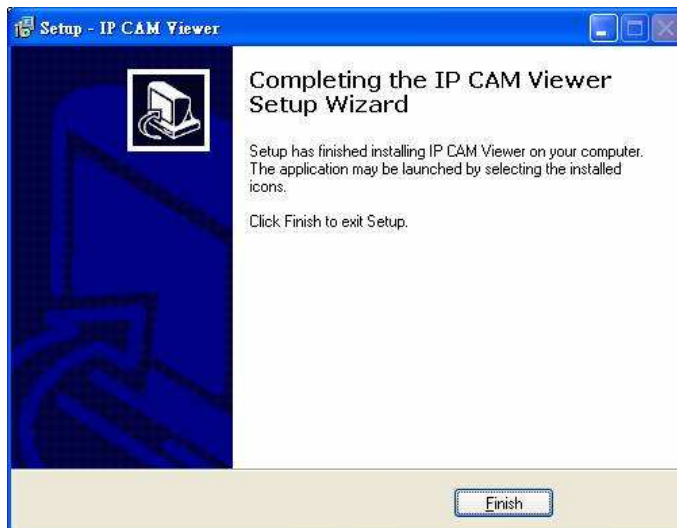 Setup - IP CAM Viewer
Completing the IP CAM Viewer
Setup Wizard
Setup has finished installing IP CAM Viewer on your computer.
The application may be launched by selecting the installed
icons.
Click Finish to exit Setup.
Finish